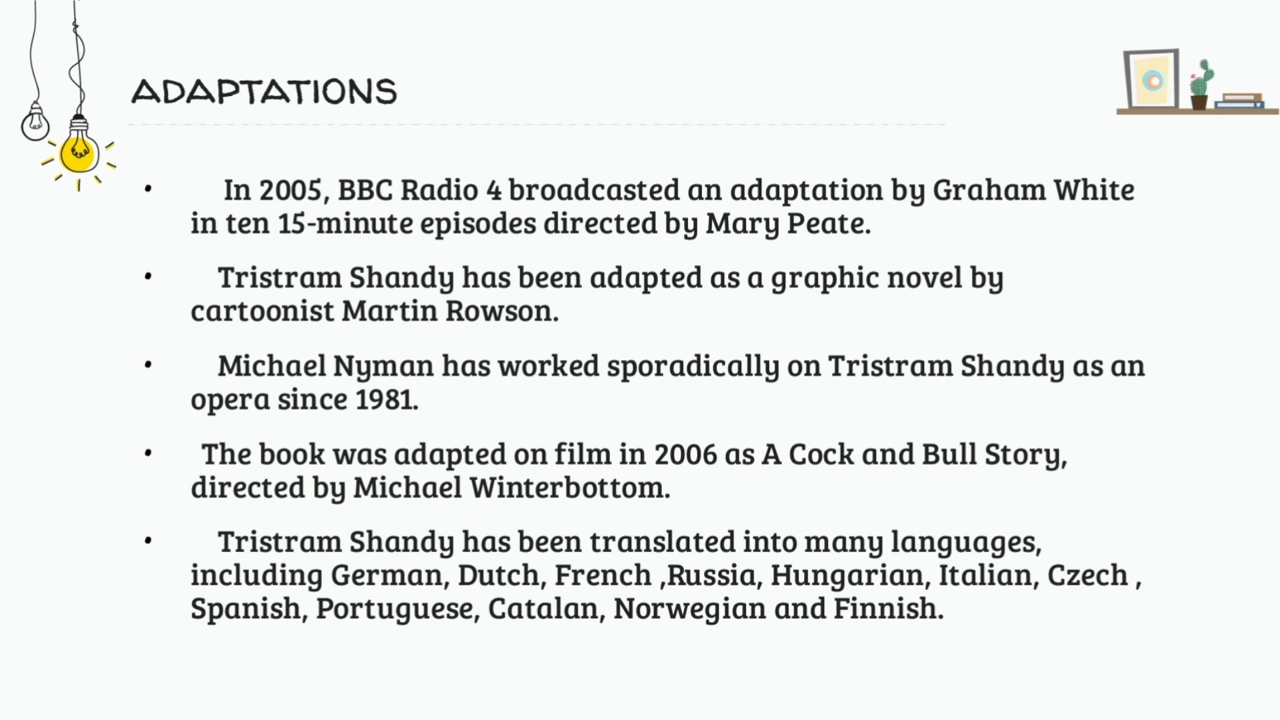 ADAPTATIONS
• In 2005, BBC Radio 4 broadcasted an adaptation by Graham White
in ten 15-minute episodes directed by Mary Peate.
• Tristram Shandy has been adapted as a graphic novel by
cartoonist Martin Rowson.
• Michael Nyman has worked sporadically on Tristram Shandy as an
opera since 1981.
• The book was adapted on film in 2006 as A Cock and Bull Story,
directed by Michael Winterbottom.
• Tristram Shandy has been translated into many languages,
including German, Dutch, French ,Russia, Hungarian, Italian, Czech ,
Spanish, Portuguese, Catalan, Norwegian and Finnish.